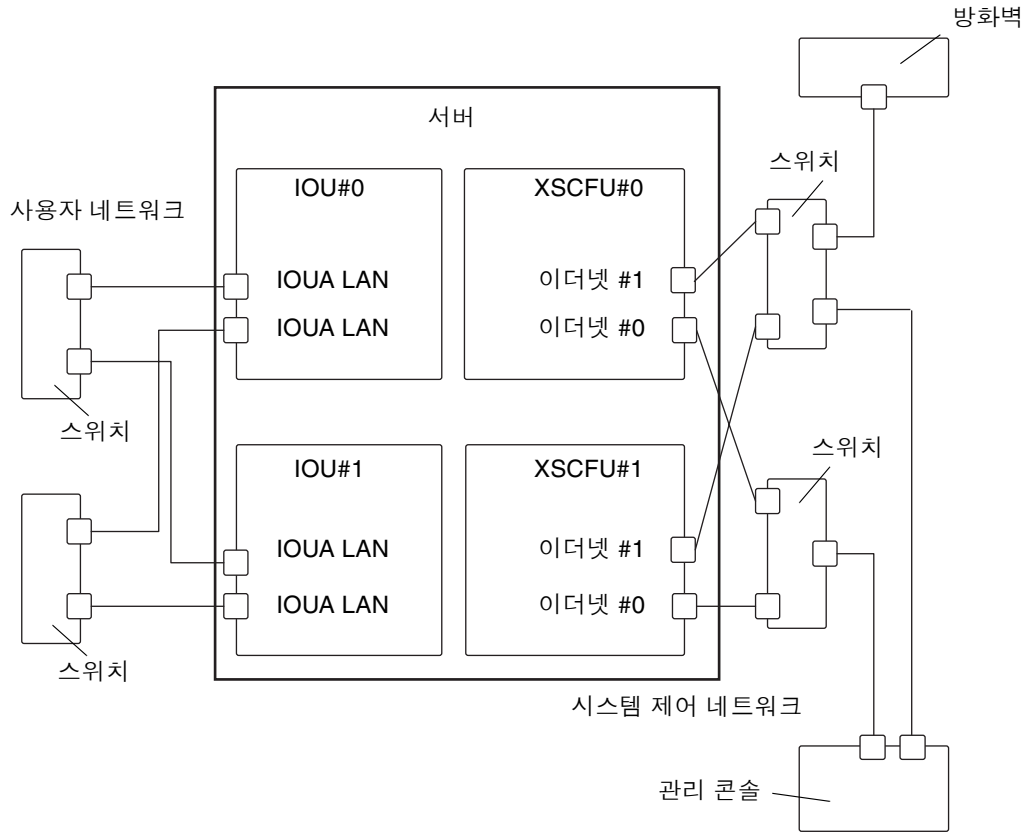 방화벽
서버
스위치
IOU#0
XSCFU#0
사용자 네트워크
IOUA LAN
이더넷 #1
IOUA LAN
이더넷 #0
스위치
스위치
IOU#1
XSCFU#1
IOUA LAN
이더넷 #1
IOUA LAN
이더넷 #0
스위치
시스템 제어 네트워크
관리 콘솔